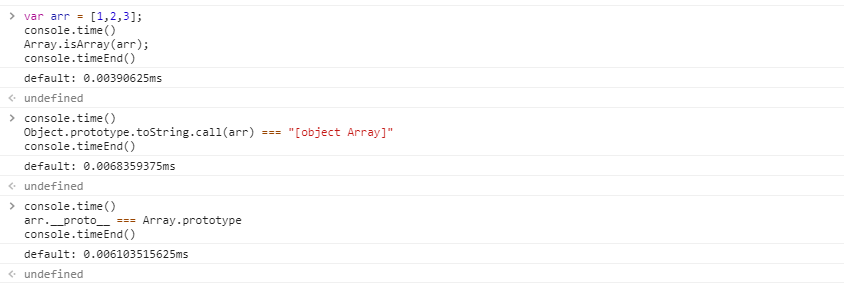 > var arr = [1,2,3];
console.time()
Array.isArray(arr);
console.timeEnd()
default: 0.00390625ms
undefined
> console.time()
Object.prototype.toString.call(arr) === "[object Array]"
console.timeEnd()
default: 0.0068359375ms
undefined
> console.time()
arr.__proto__ === Array.prototype
console.timeEnd()
default: 0.006103515625ms
undefined